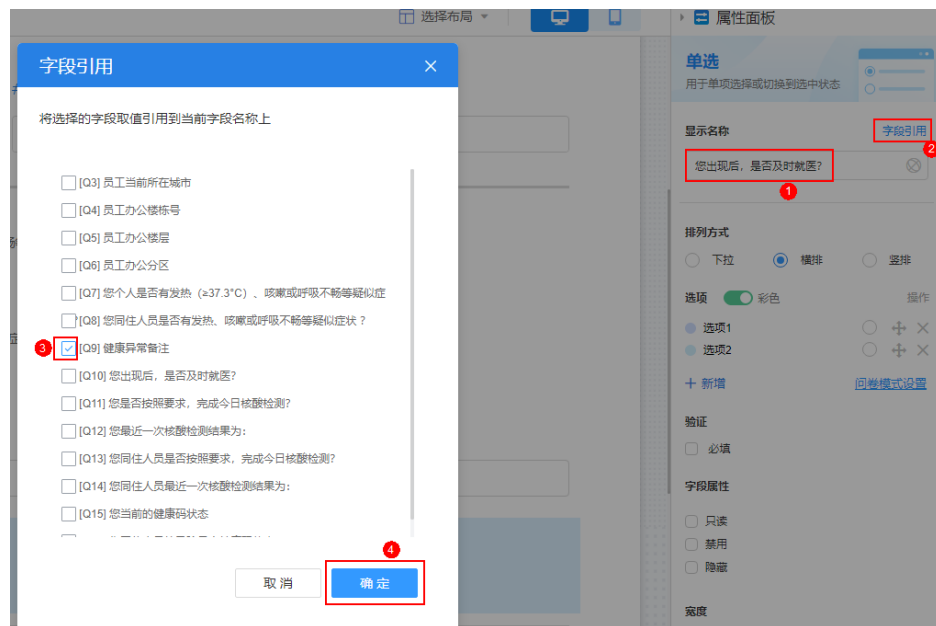 选择布局
属性面板
字段引用
将选择的字段取值引用到当前字段名称上
[Q3] 员工当前所在城市
[Q4] 员工办公楼栋号
[Q5] 员工办公楼层
[Q6] 员工办公分区
[Q7] 您个人是否有发热（≥37.3°C）、咳嗽或呼吸不畅等疑似症
[Q8] 您同住人员是否有发热、咳嗽或呼吸不畅等疑似症状？
3
[Q9] 健康异常备注
[Q10] 您出现后，是否及时就医?
[Q11] 您是否按照要求，完成今日核酸检测?
[Q12] 您最近一次核酸检测结果为:
[Q13] 您同住人员是否按照要求，完成今日核酸检测?
[Q14] 您同住人员最近一次核酸检测结果为:
[Q15] 您当前的健康码状态
4
取消
确定
单选
用于单项选择或切换到选中状态
显示名称
字段引用
2
您出现后，是否及时就医?
1
排列方式
下拉 横排 竖排
选项 彩色 操作
选项1
选项2
新增 问卷模式设置
验证
必填
字段属性
只读
禁用
隐藏
宽度